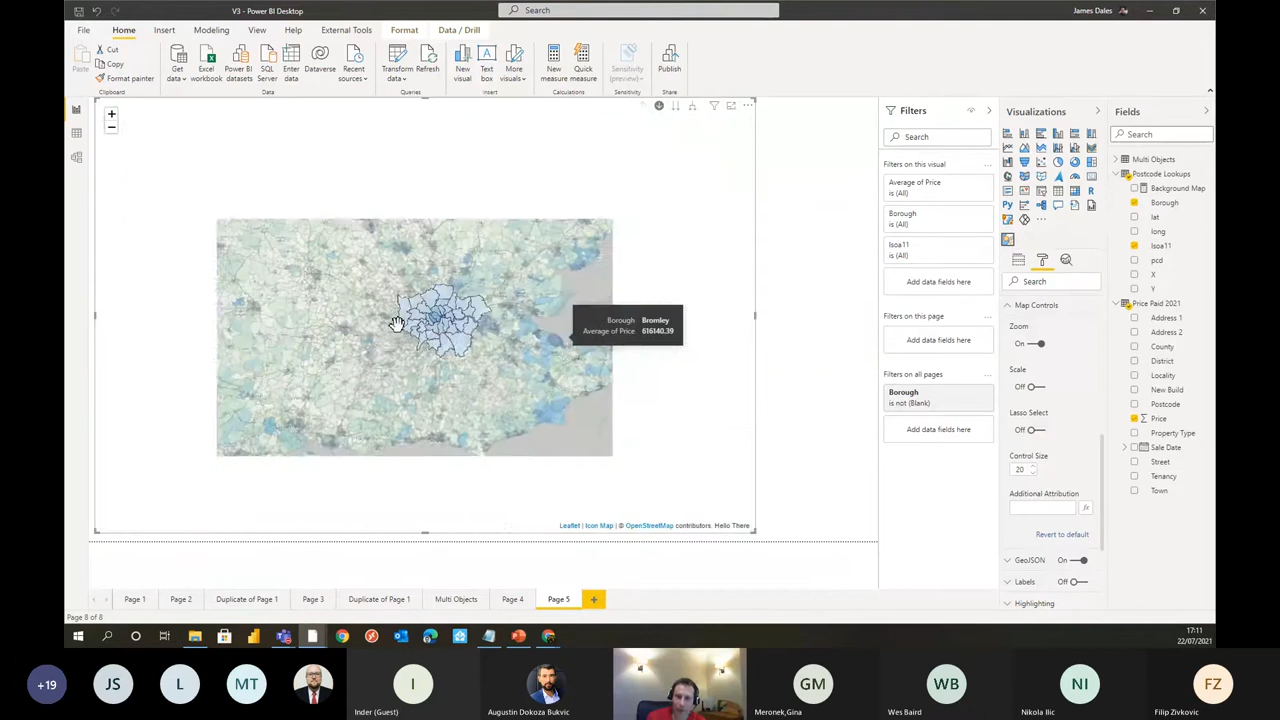 V3 - Power BI Desktop
Search
James Dales
File
Home
Insert
Modeling
View
Help
External Tools
Format
Data / Drill
Paste
Cut
Copy
Format painter
Clipboard
Get data
Excel workbook
Power BI datasets
SQL Server
Enter data
Dataverse
Recent sources
Data
Transform data
Refresh
Queries
New visual
Text box
More visuals
Insert
New measure
Quick measure
Calculations
Sensitivity (preview)
Sensitivity
Publish
Share
+
−
Borough Bromley
Average of Price 616140.39
Leaflet | Icon Map | © OpenStreetMap contributors. Hello There
Filters
Search
Filters on this visual
Average of Price
is (All)
Borough
is (All)
lsoa11
is (All)
Add data fields here
Filters on this page
Add data fields here
Filters on all pages
Borough
is not (Blank)
Add data fields here
Visualizations
Search
Map Controls
Zoom
On
Scale
Off
Lasso Select
Off
Control Size
20
Additional Attribution
fx
Revert to default
GeoJSON On
Labels Off
Highlighting
Fields
Search
Multi Objects
Postcode Lookups
Background Map
Borough
lat
long
lsoa11
pcd
X
Y
Price Paid 2021
Address 1
Address 2
County
District
Locality
New Build
Postcode
Price
Property Type
Sale Date
Street
Tenancy
Town
Page 1
Page 2
Duplicate of Page 1
Page 3
Duplicate of Page 1
Multi Objects
Page 4
Page 5
+
Page 8 of 8
17:11
22/07/2021
+19
JS
L
MT
I
Inder (Guest)
Augustin Dokoza Bukvic
GM
Meronek,Gina
WB
Wes Baird
NI
Nikola Ilic
FZ
Filip Zivkovic